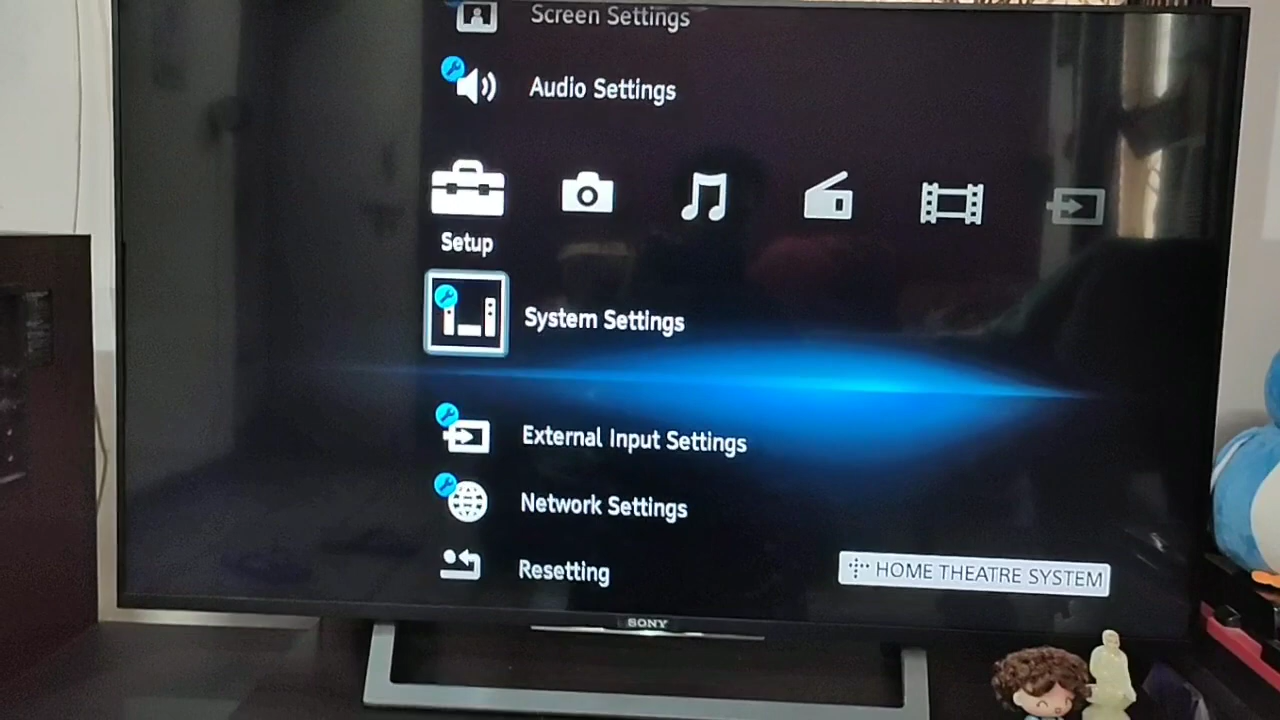 Screen Settings
Audio Settings
Setup
System Settings
External Input Settings
Network Settings
Resetting
HOME THEATRE SYSTEM
SONY